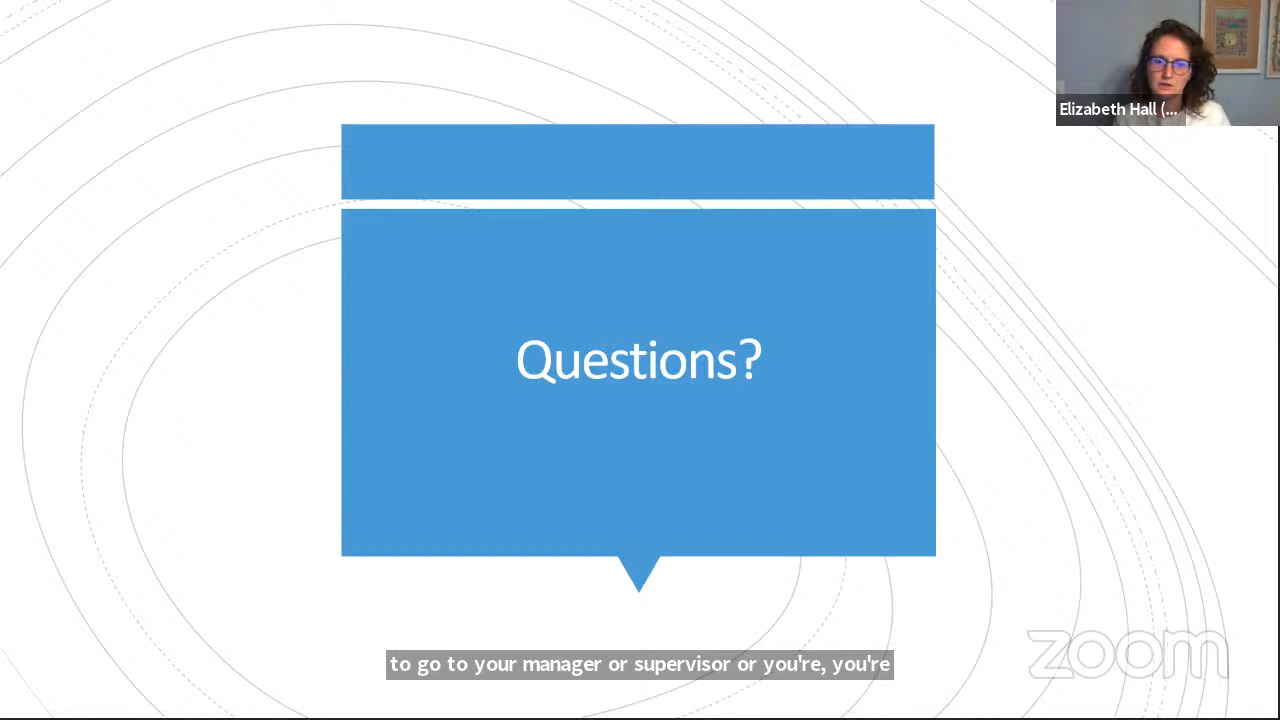 Elizabeth Hall (...
Questions?
to go to your manager or supervisor or you're, you're
zoom